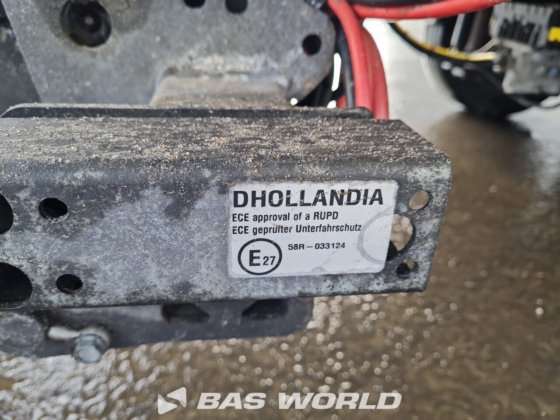 DHOLLANDIA
ECE approval of a RUPD
ECE geprüfter Unterfahrschutz
58R-033124
E27
BAS WORLD